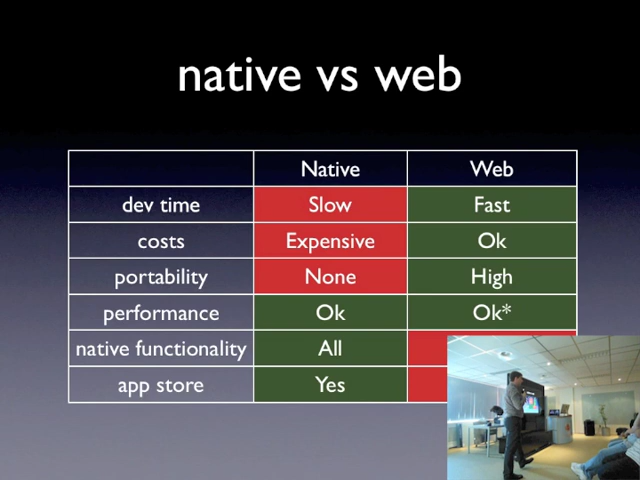 native vs web
Native Web
dev time Slow Fast
costs Expensive Ok
portability None High
performance Ok Ok*
native functionality All
app store Yes